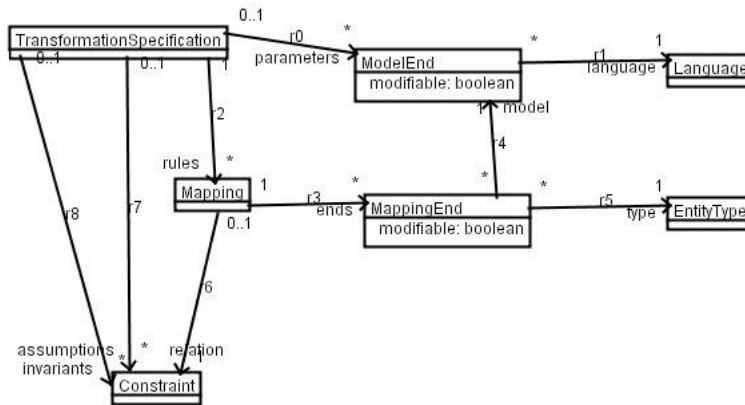 0..1
r0
*
*
r1
1
TransformationSpecification
parameters
ModelEnd
language
Language
0..1
0..1
1
modifiable: boolean
1
model
r2
r4
rules
*
Mapping
1
r3
*
*
*
r5
1
ends
MappingEnd
type
EntityType
r8
r7
0..1
modifiable: boolean
r6
assumptions
*
relation
invariants
*
1
Constraint